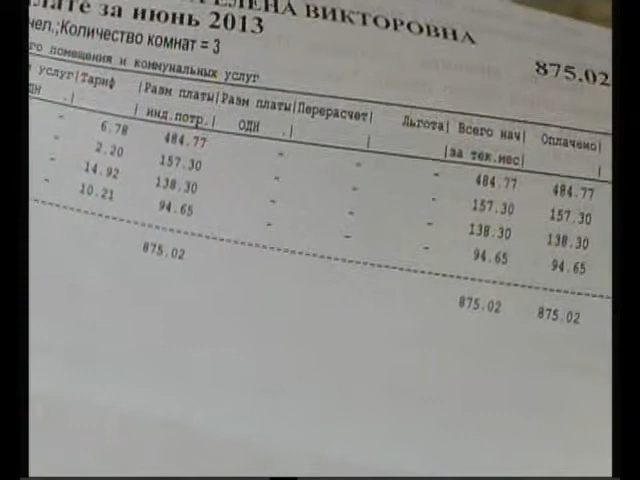 ЕЛЕНА ВИКТОРОВНА
лате за июнь 2013 875.02
чел.;Количество комнат = 3
го помещения и коммунальных услуг
услуг|Тариф |Разм платы|Разм платы|Перерасчет| Льгота| Всего нач| Оплачено|
ДН .| | инд.потр.| ОДН .| | |за тек.мес| |
- 6.78 484.77 - - - 484.77 484.77
- 2.20 157.30 - - - 157.30 157.30
- 14.92 138.30 - - - 138.30 138.30
- 10.21 94.65 - - - 94.65 94.65
875.02 875.02 875.02